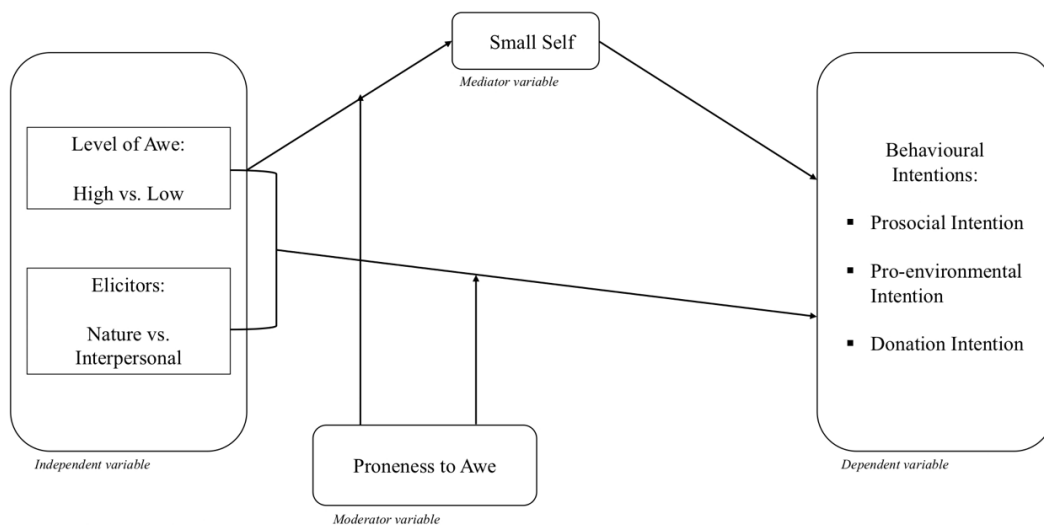 Small Self
Mediator variable
Level of Awe:
High vs. Low
Elicitors:
Nature vs.
Interpersonal
Independent variable
Proneness to Awe
Moderator variable
Behavioural
Intentions:
▪ Prosocial Intention
▪ Pro-environmental
Intention
▪ Donation Intention
Dependent variable